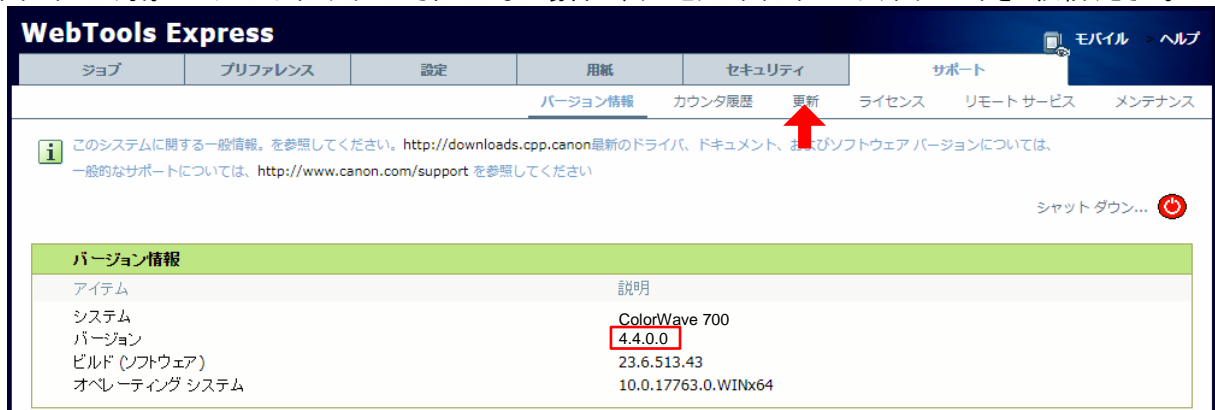 WebTools Express
モバイル ヘルプ
ジョブ プリファレンス 設定 用紙 セキュリティ サポート
バージョン情報 カウンタ履歴 更新 ライセンス リモート サービス メンテナンス
このシステムに関する一般情報。を参照してください。http://downloads.cpp.canon最新のドライバ、ドキュメント、およびソフトウェア バージョンについては、
一般的なサポートについては、http://www.canon.com/support を参照してください
シャット ダウン...
バージョン情報
アイテム 説明
システム ColorWave 700
バージョン 4.4.0.0
ビルド (ソフトウェア) 23.6.513.43
オペレーティング システム 10.0.17763.0.WINx64